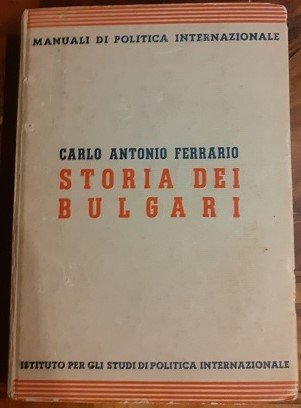 MANUALI DI POLITICA INTERNAZIONALE
CARLO ANTONIO FERRARIO
STORIA DEI
BULGARI
ISTITUTO PER GLI STUDI DI POLITICA INTERNAZIONALE